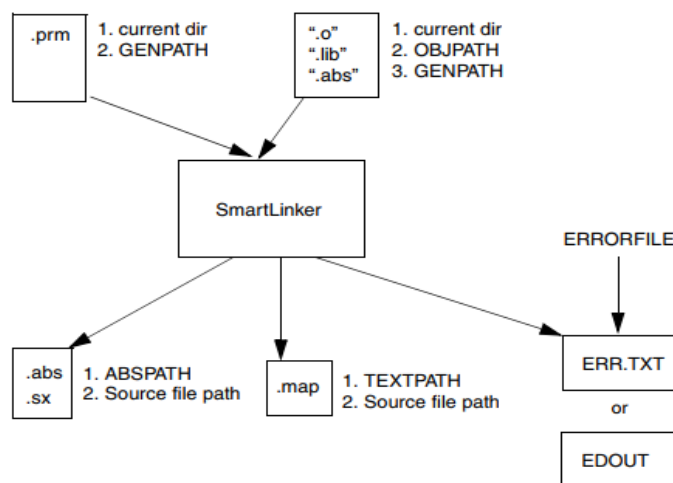 .prm
1. current dir
2. GENPATH
“.o”
“.lib”
“.abs”
1. current dir
2. OBJPATH
3. GENPATH
SmartLinker
ERRORFILE
.abs
.sx
1. ABSPATH
2. Source file path
.map
1. TEXTPATH
2. Source file path
ERR.TXT
or
EDOUT